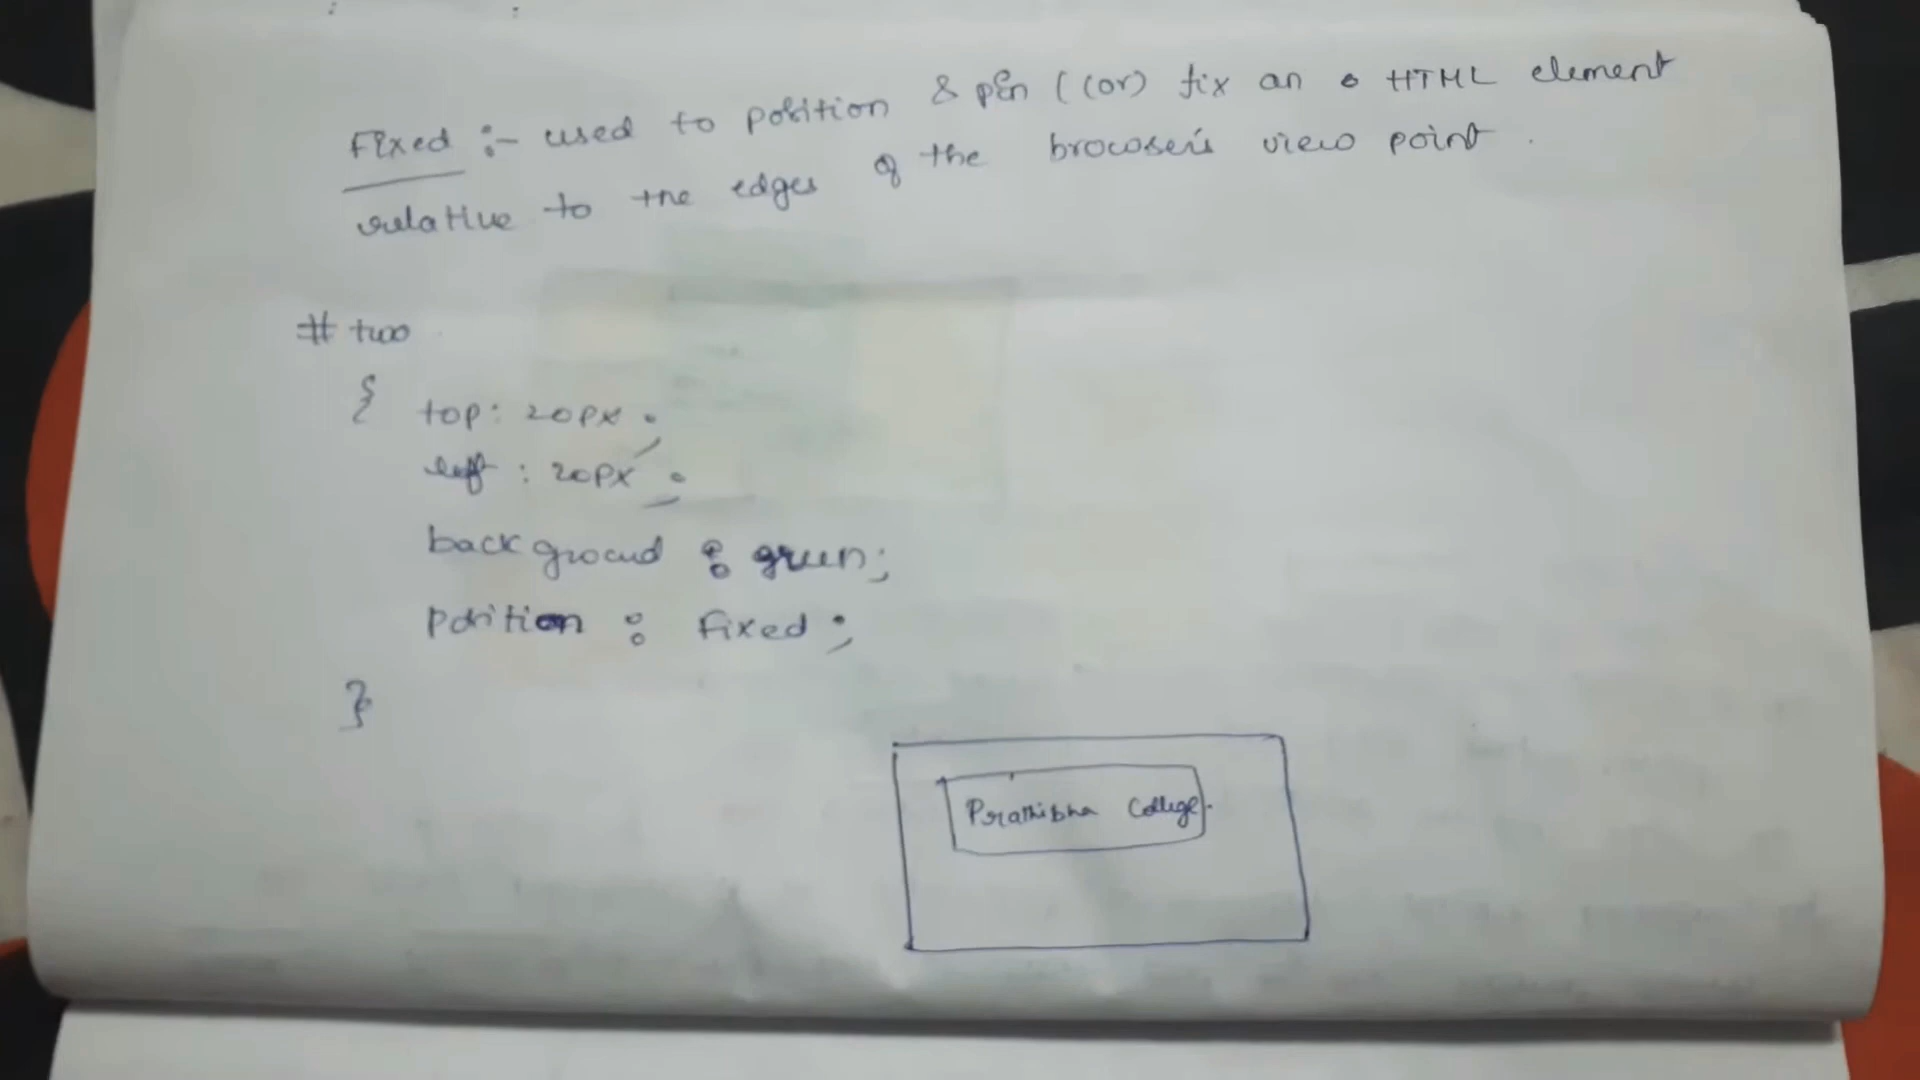 Fixed :- used to position & pin ((or) fix an HTML element
relative to the edges of the browser's view point.
# two
{ top: 20px;
left : 20px;
background : green;
position : fixed;
}
Prathibha College.